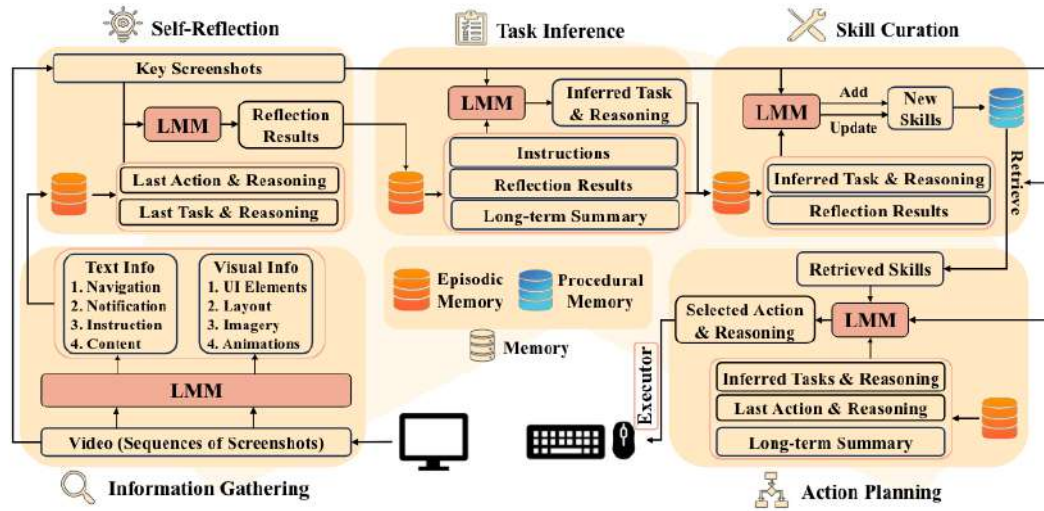 Self-Reflection
Key Screenshots
LMM
Reflection
Results
Last Action & Reasoning
Last Task & Reasoning
Task Inference
LMM
Inferred Task
& Reasoning
Instructions
Reflection Results
Long-term Summary
Skill Curation
LMM
Add
Update
New
Skills
Retrieve
Inferred Task & Reasoning
Reflection Results
Text Info
1. Navigation
2. Notification
3. Instruction
4. Content
Visual Info
1. UI Elements
2. Layout
3. Imagery
4. Animations
LMM
Video (Sequences of Screenshots)
Information Gathering
Episodic
Memory
Procedural
Memory
Memory
Executor
Retrieved Skills
Selected Action
& Reasoning
LMM
Inferred Tasks & Reasoning
Last Action & Reasoning
Long-term Summary
Action Planning